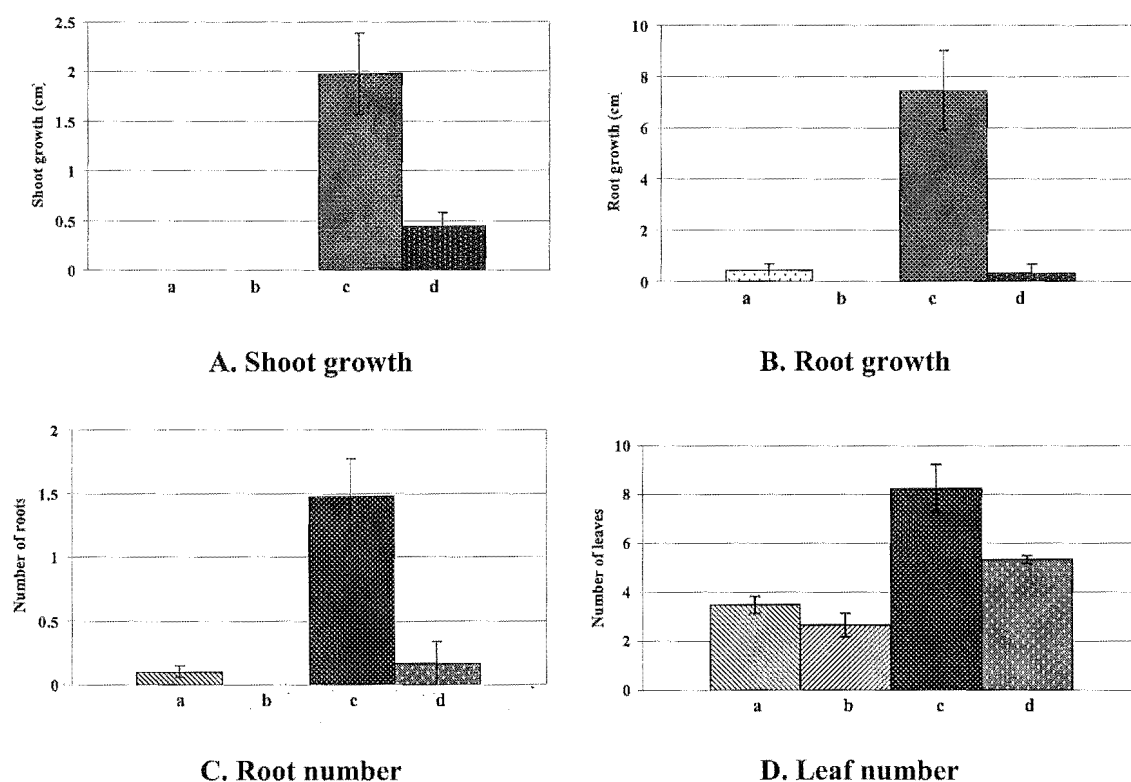 Shoot growth (cm)
2.5
2
1.5
1
0.5
0
a b c d
A. Shoot growth
Root growth (cm)
10
8
6
4
2
0
a b c d
B. Root growth
Number of roots
2
1.5
1
0.5
0
a b c d
C. Root number
Number of leaves
10
8
6
4
2
0
a b c d
D. Leaf number